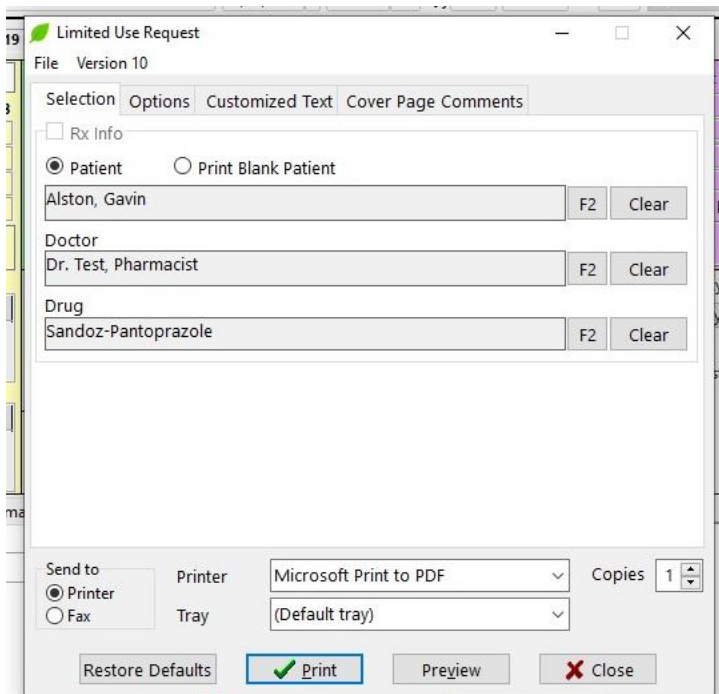 19
Limited Use Request
File Version 10
Selection Options Customized Text Cover Page Comments
Rx Info
Patient Print Blank Patient
Alston, Gavin F2 Clear
Doctor
Dr. Test, Pharmacist F2 Clear
Drug
Sandoz-Pantoprazole F2 Clear
ma
Send to Printer Microsoft Print to PDF Copies 1
Printer
Fax Tray (Default tray)
Restore Defaults Print Preview Close